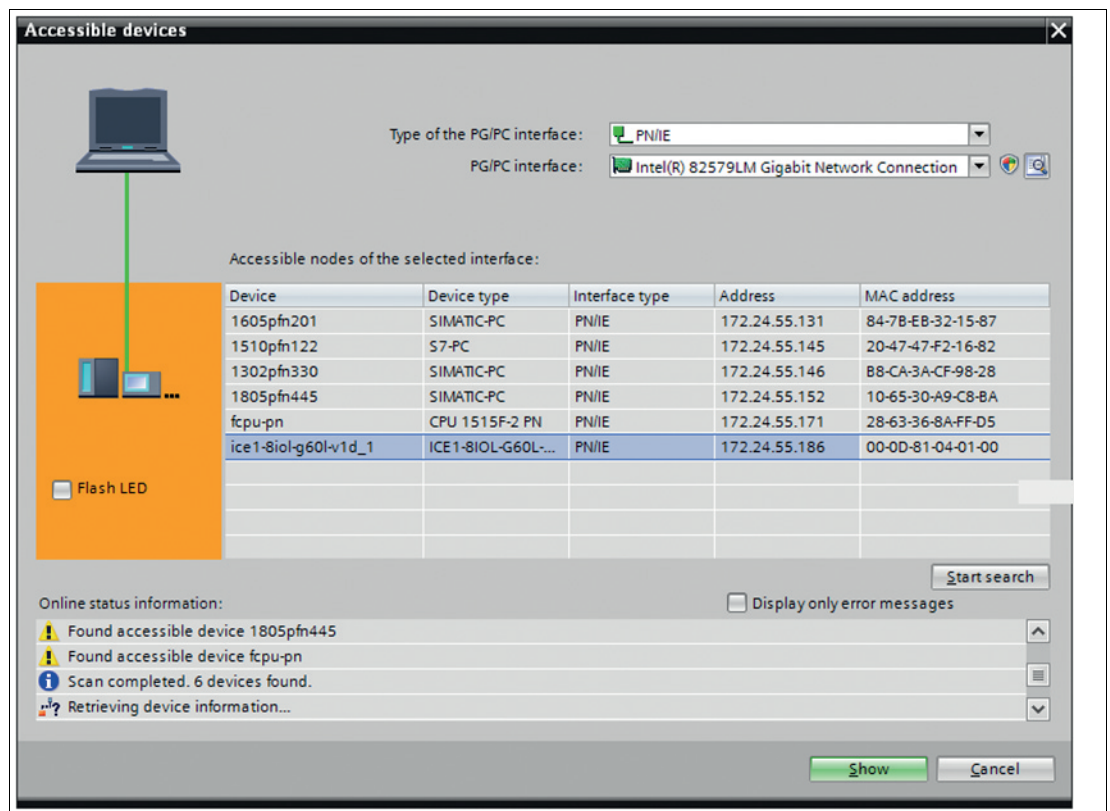 Accessible devices
Type of the PG/PC interface: PN/IE
PG/PC interface: Intel(R) 82579LM Gigabit Network Connection
Accessible nodes of the selected interface:
Device Device type Interface type Address MAC address
1605pfn201 SIMATIC-PC PN/IE 172.24.55.131 84-7B-EB-32-15-87
1510pfn122 S7-PC PN/IE 172.24.55.145 20-47-47-F2-16-82
1302pfn330 SIMATIC-PC PN/IE 172.24.55.146 B8-CA-3A-CF-98-28
1805pfn445 SIMATIC-PC PN/IE 172.24.55.152 10-65-30-A9-C8-BA
fcpu-pn CPU 1515F-2 PN PN/IE 172.24.55.171 28-63-36-8A-FF-D5
ice1-8iol-g60l-v1d_1 ICE1-8IOL-G60L-... PN/IE 172.24.55.186 00-0D-81-04-01-00
Flash LED
Start search
Online status information: Display only error messages
Found accessible device 1805pfn445
Found accessible device fcpu-pn
Scan completed. 6 devices found.
Retrieving device information...
Show Cancel